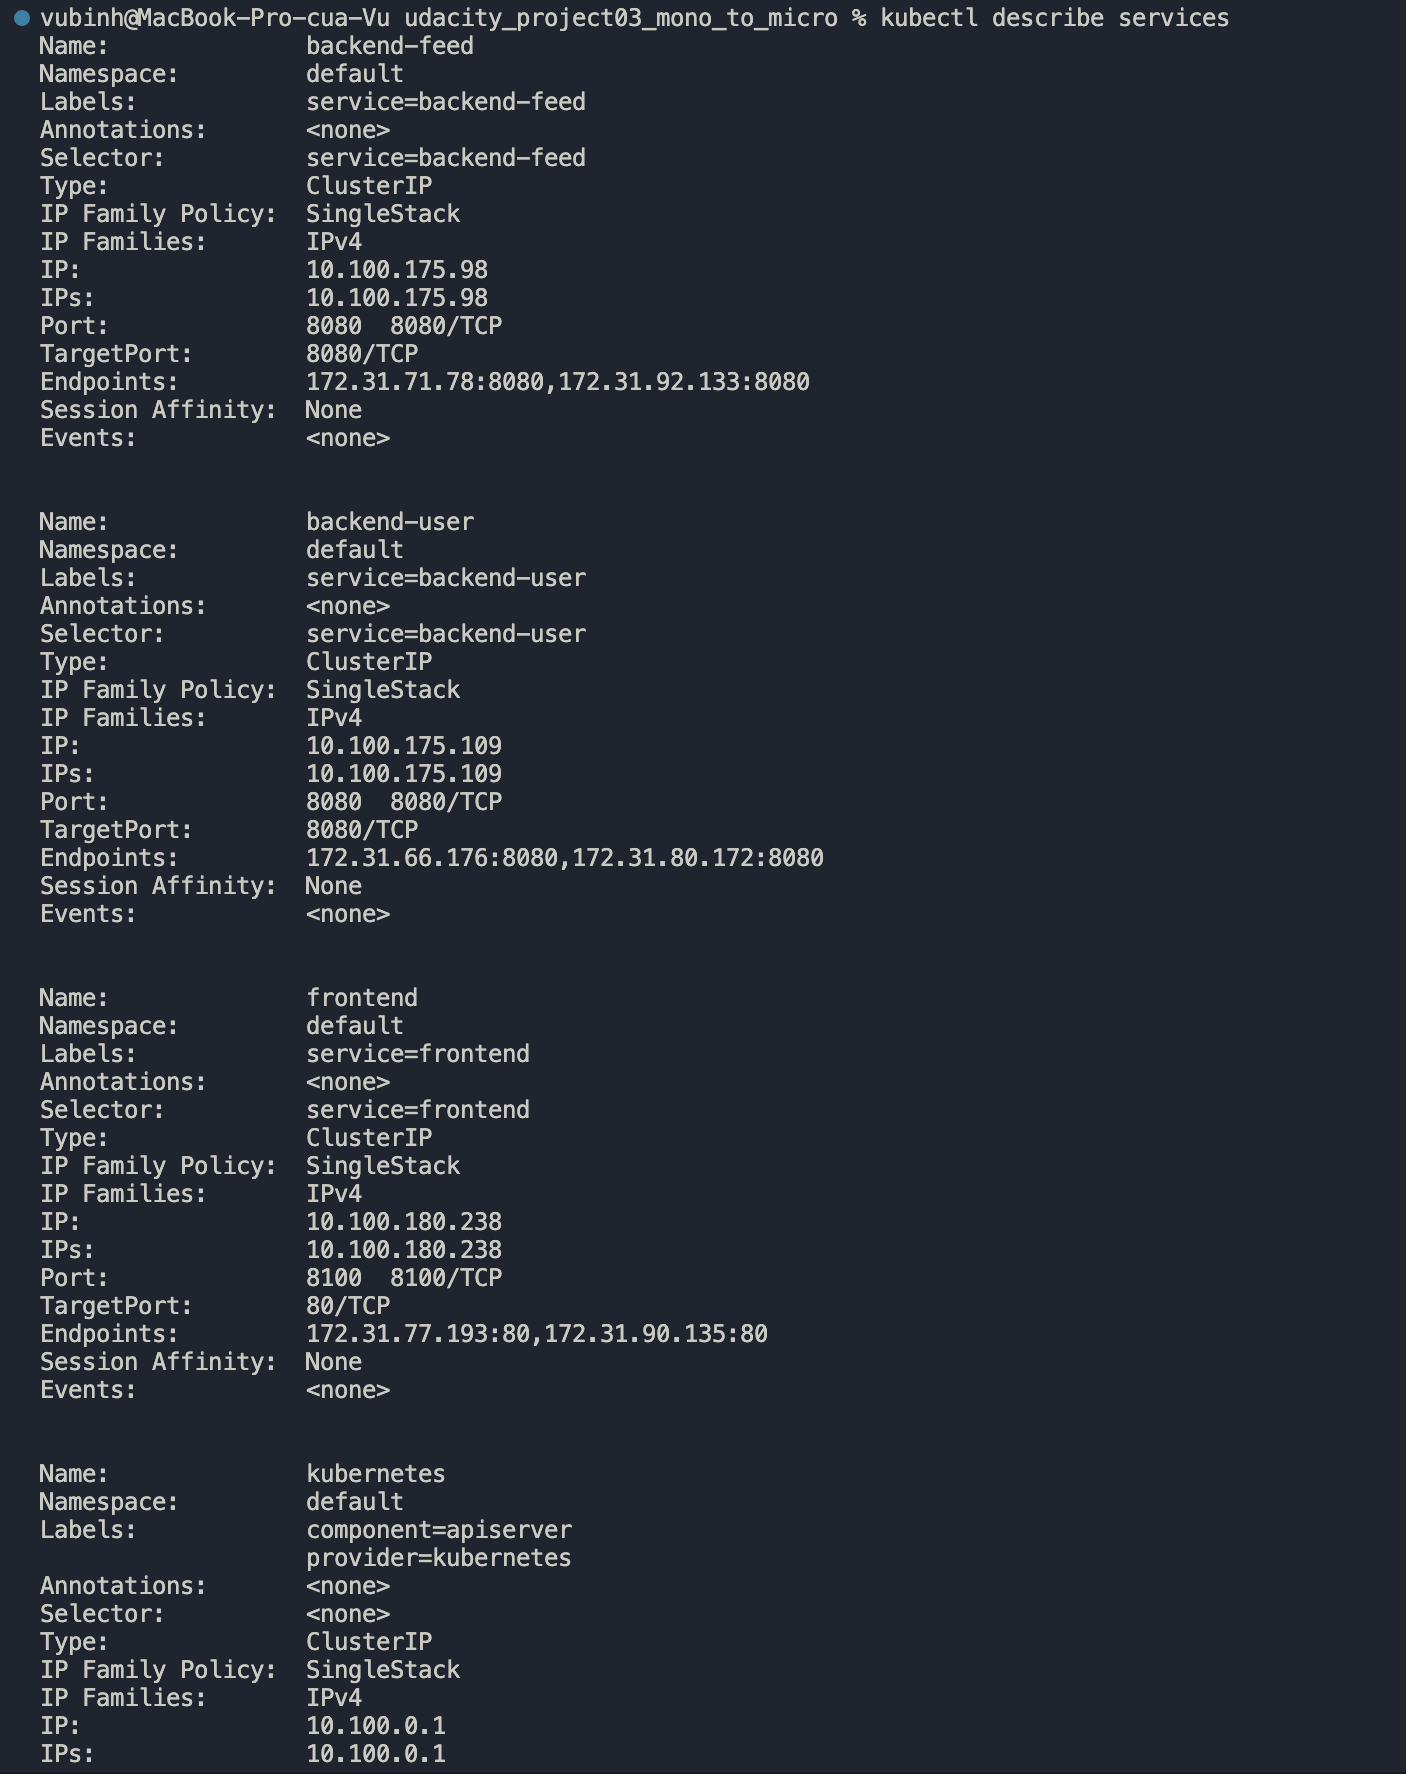 vubinh@MacBook-Pro-cua-Vu udacity_project03_mono_to_micro % kubectl describe services
Name:              backend-feed
Namespace:         default
Labels:            service=backend-feed
Annotations:       <none>
Selector:          service=backend-feed
Type:              ClusterIP
IP Family Policy:  SingleStack
IP Families:       IPv4
IP:                10.100.175.98
IPs:               10.100.175.98
Port:              8080  8080/TCP
TargetPort:        8080/TCP
Endpoints:         172.31.71.78:8080,172.31.92.133:8080
Session Affinity:  None
Events:            <none>

Name:              backend-user
Namespace:         default
Labels:            service=backend-user
Annotations:       <none>
Selector:          service=backend-user
Type:              ClusterIP
IP Family Policy:  SingleStack
IP Families:       IPv4
IP:                10.100.175.109
IPs:               10.100.175.109
Port:              8080  8080/TCP
TargetPort:        8080/TCP
Endpoints:         172.31.66.176:8080,172.31.80.172:8080
Session Affinity:  None
Events:            <none>

Name:              frontend
Namespace:         default
Labels:            service=frontend
Annotations:       <none>
Selector:          service=frontend
Type:              ClusterIP
IP Family Policy:  SingleStack
IP Families:       IPv4
IP:                10.100.180.238
IPs:               10.100.180.238
Port:              8100  8100/TCP
TargetPort:        80/TCP
Endpoints:         172.31.77.193:80,172.31.90.135:80
Session Affinity:  None
Events:            <none>

Name:              kubernetes
Namespace:         default
Labels:            component=apiserver
                   provider=kubernetes
Annotations:       <none>
Selector:          <none>
Type:              ClusterIP
IP Family Policy:  SingleStack
IP Families:       IPv4
IP:                10.100.0.1
IPs:               10.100.0.1